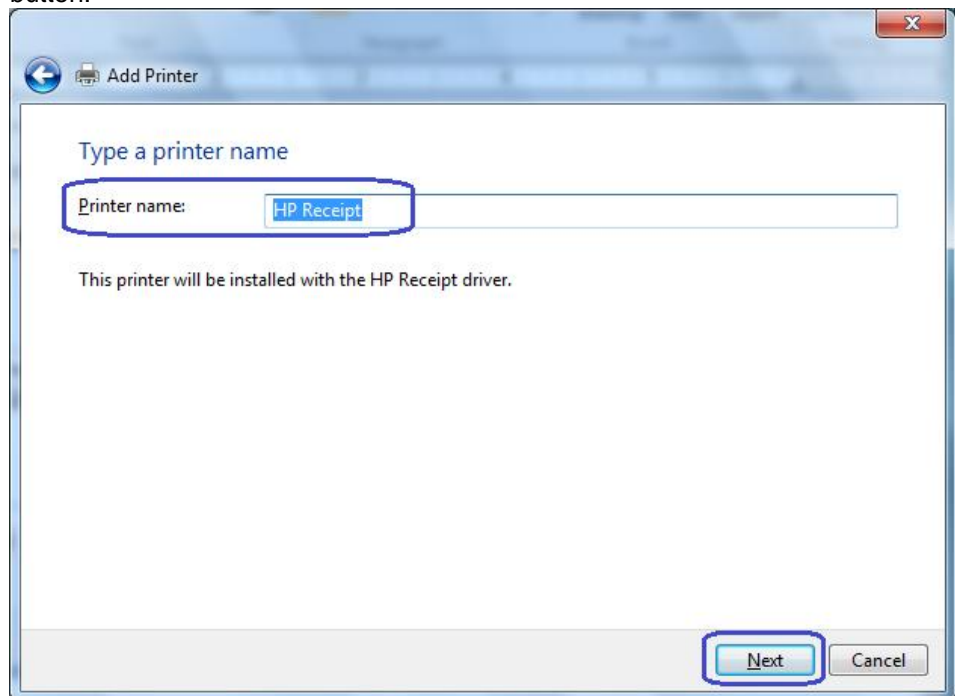 button.
Add Printer
Type a printer name
Printer name: HP Receipt
This printer will be installed with the HP Receipt driver.
Next Cancel